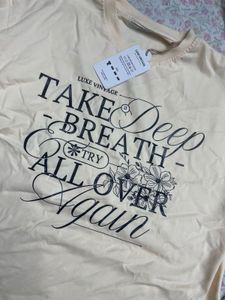 LUXE VINTAGE
TAKE Deep
- BREATH -
& TRY
ALL OVER
Again